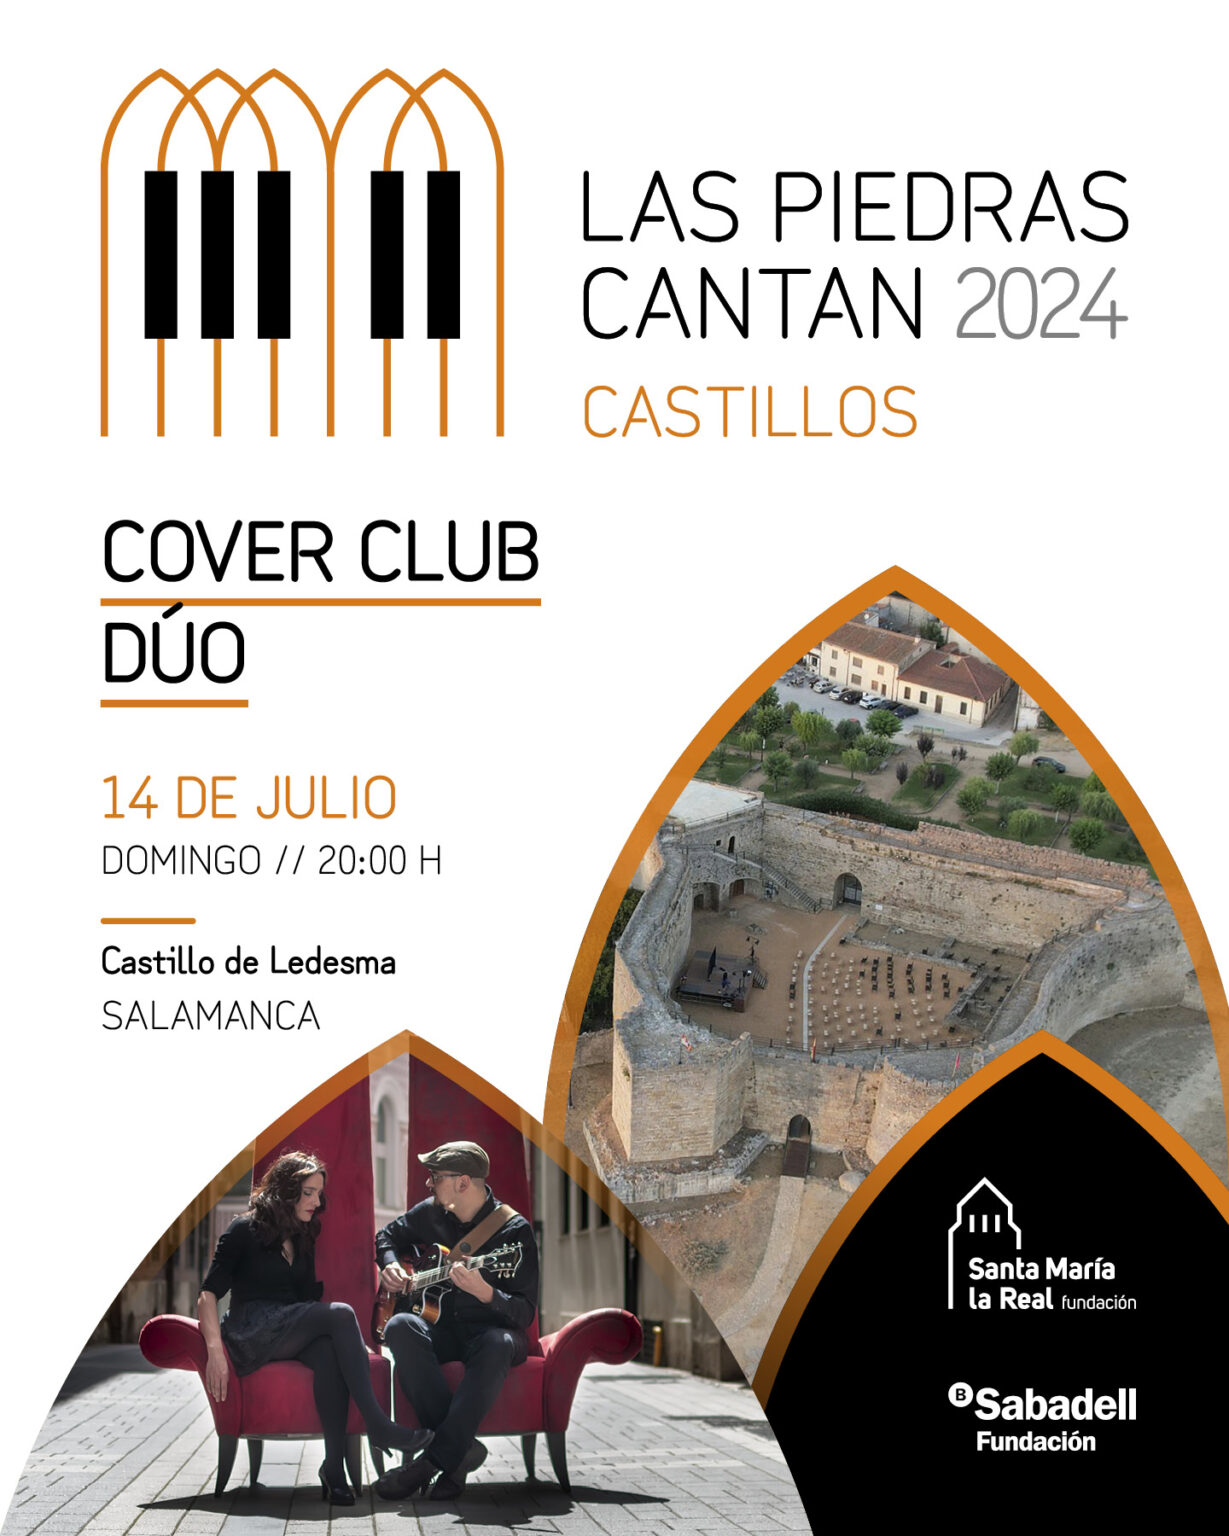 LAS PIEDRAS
CANTAN 2024
CASTILLOS
COVER CLUB
DÚO
14 DE JULIO
DOMINGO // 20:00 H
Castillo de Ledesma
SALAMANCA
Santa María
la Real fundación
B Sabadell
Fundación